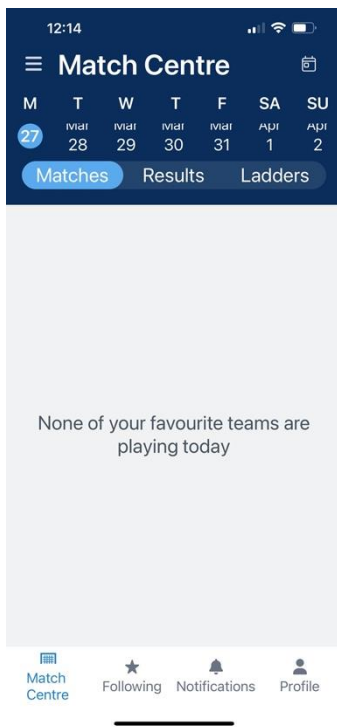 12:14
Match Centre
M T W T F SA SU
27 Mar 28 Mar 29 Mar 30 Mar 31 Apr 1 Apr 2
Matches Results Ladders
None of your favourite teams are
playing today
Match
Centre
Following Notifications Profile